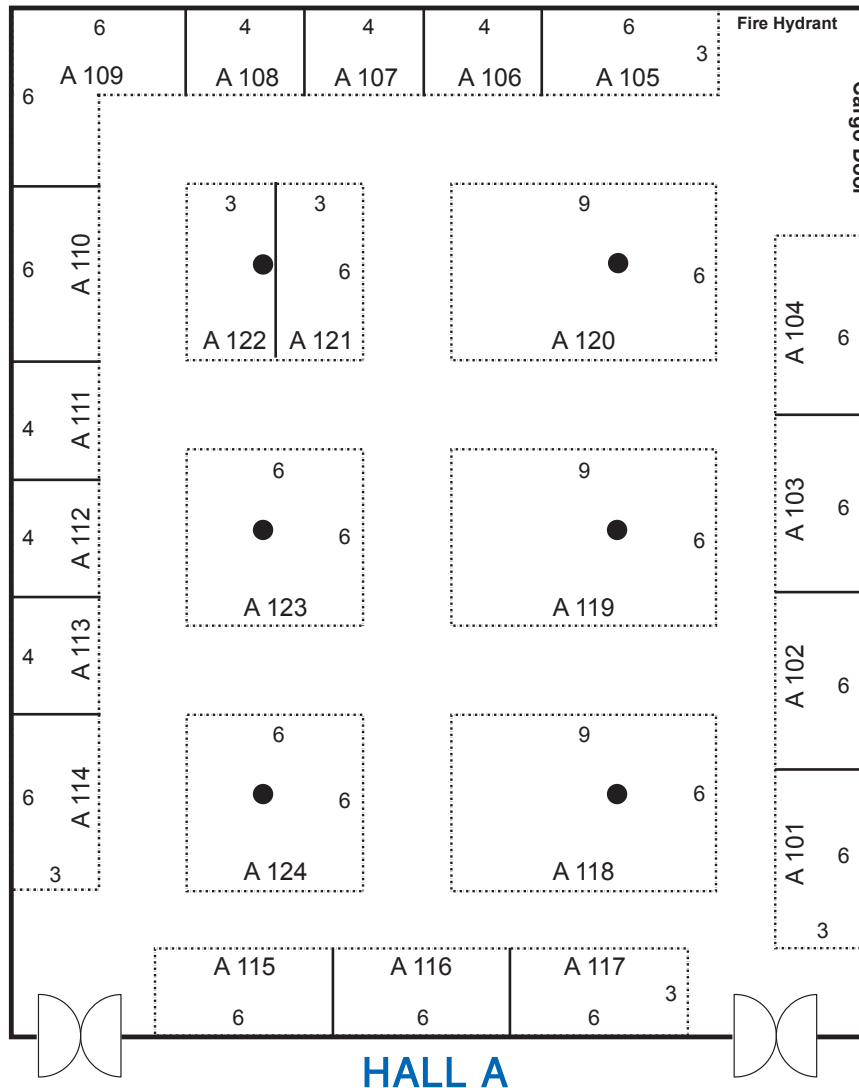 6 4 4 4 6 Fire Hydrant
3
A 109 A 108 A 107 A 106 A 105
6
Cargo Door
3 3 9
6 A 110 6 6
A 122 A 121 A 120
A 104 6
4 A 111
6 9
A 103 6
4 A 112 6 6
A 123 A 119
4 A 113
A 102 6
6 9
6 A 114 6 6
A 101 6
3 A 124 A 118
3
A 115 A 116 A 117
3
6 6 6
HALL A